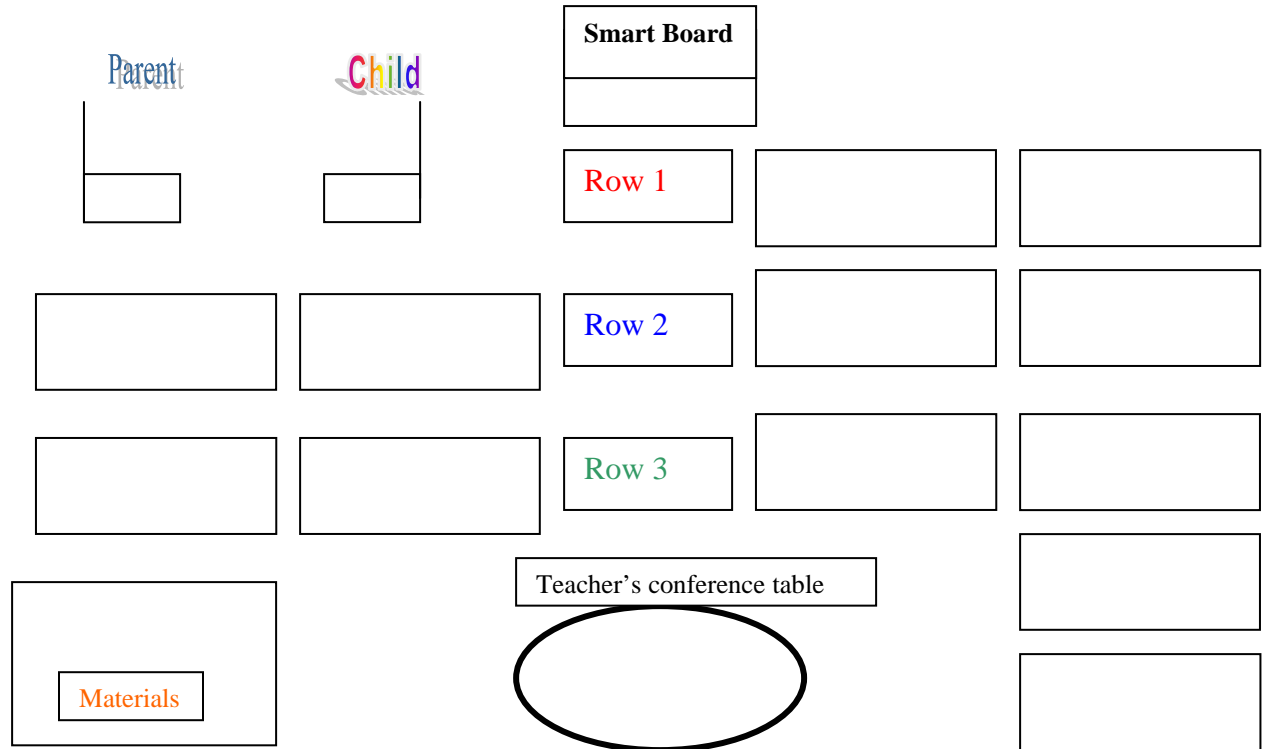 Smart Board
Parent
Child
Row 1
Row 2
Row 3
Teacher’s conference table
Materials